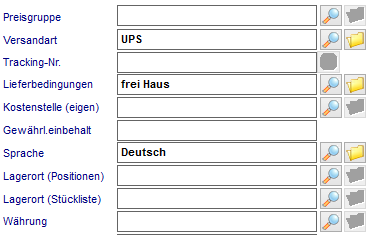 Preisgruppe
Versandart UPS
Tracking-Nr.
Lieferbedingungen frei Haus
Kostenstelle (eigen)
Gewährl.einbehalt
Sprache Deutsch
Lagerort (Positionen)
Lagerort (Stückliste)
Währung